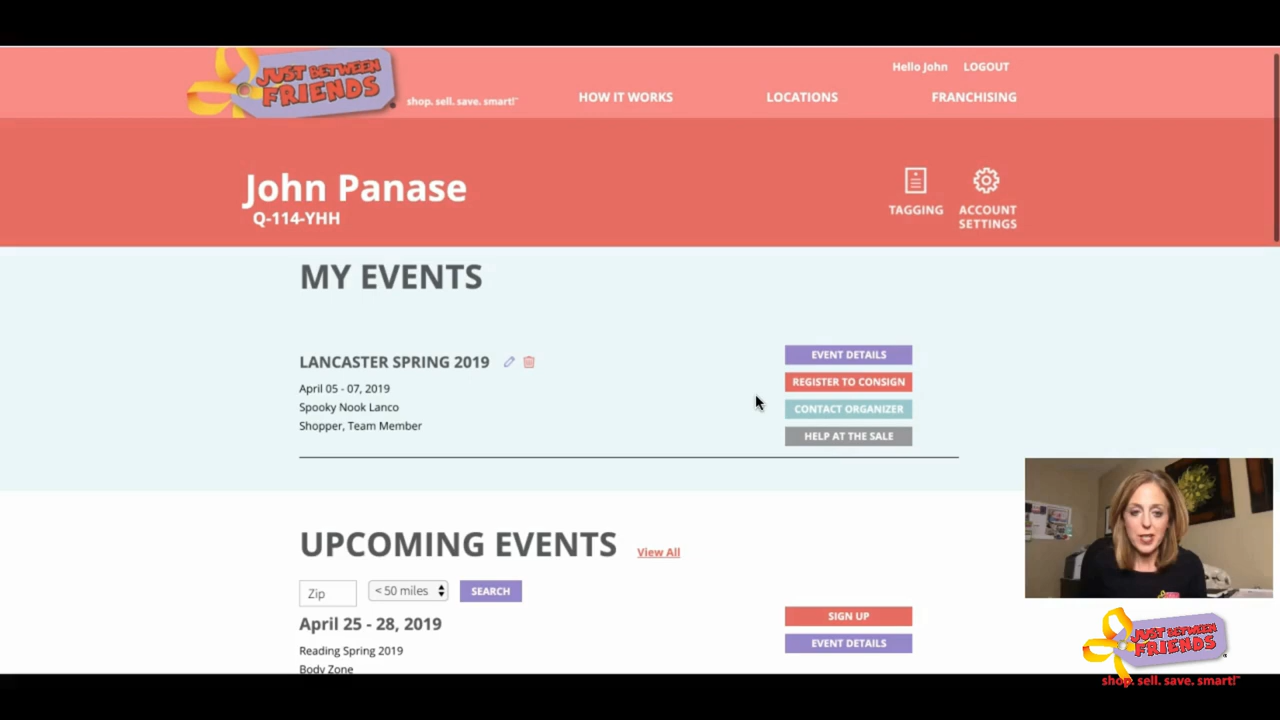 JUST BETWEEN
FRIENDS
shop. sell. save. smart!
Hello John LOGOUT
HOW IT WORKS LOCATIONS FRANCHISING
John Panase
Q-114-YHH
TAGGING
ACCOUNT
SETTINGS
MY EVENTS
LANCASTER SPRING 2019
April 05 - 07, 2019
Spooky Nook Lanco
Shopper, Team Member
EVENT DETAILS
REGISTER TO CONSIGN
CONTACT ORGANIZER
HELP AT THE SALE
UPCOMING EVENTS View All
Zip < 50 miles SEARCH
April 25 - 28, 2019
Reading Spring 2019
Body Zone
SIGN UP
EVENT DETAILS
JUST BETWEEN
FRIENDS
shop. sell. save. smart!